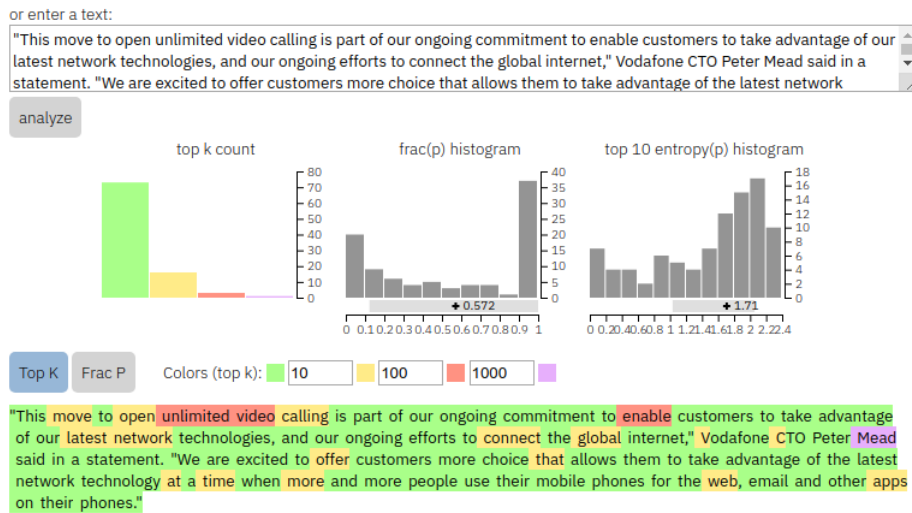 or enter a text:
"This move to open unlimited video calling is part of our ongoing commitment to enable customers to take advantage of our
latest network technologies, and our ongoing efforts to connect the global internet," Vodafone CTO Peter Mead said in a
statement. "We are excited to offer customers more choice that allows them to take advantage of the latest network
analyze
top k count frac(p) histogram top 10 entropy(p) histogram
80
70
60
50
40
30
20
10
0
40
35
30
25
20
15
10
5
0
18
16
14
12
10
8
6
4
2
0
0.572
1.71
0 0.1 0.2 0.3 0.4 0.5 0.6 0.7 0.8 0.9 1
0 0.2 0.4 0.6 0.8 1 1.2 1.4 1.6 1.8 2 2.2 2.4
Top K Frac P Colors (top k): 10 100 1000
"This move to open unlimited video calling is part of our ongoing commitment to enable customers to take advantage
of our latest network technologies, and our ongoing efforts to connect the global internet," Vodafone CTO Peter Mead
said in a statement. "We are excited to offer customers more choice that allows them to take advantage of the latest
network technology at a time when more and more people use their mobile phones for the web, email and other apps
on their phones."